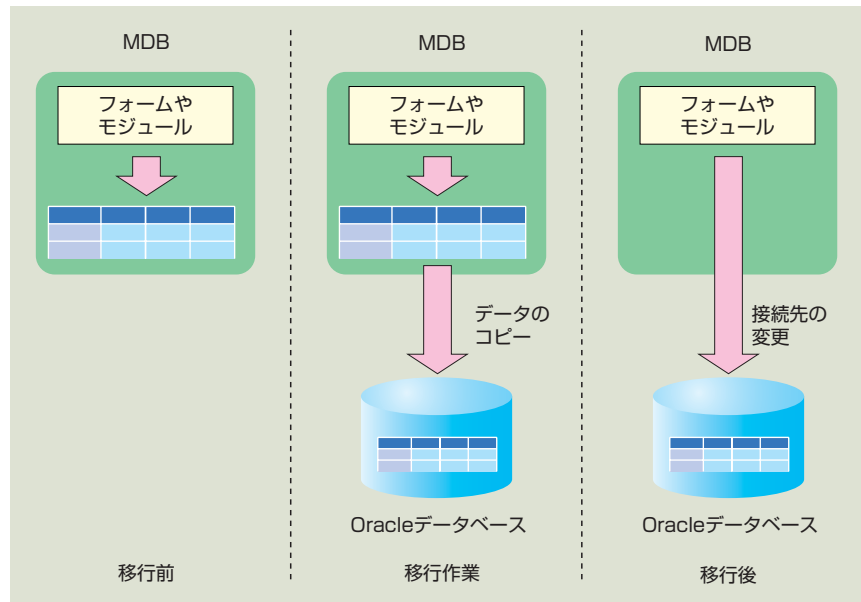 MDB
フォームや
モジュール
移行前
MDB
フォームや
モジュール
データの
コピー
Oracleデータベース
移行作業
MDB
フォームや
モジュール
接続先の
変更
Oracleデータベース
移行後